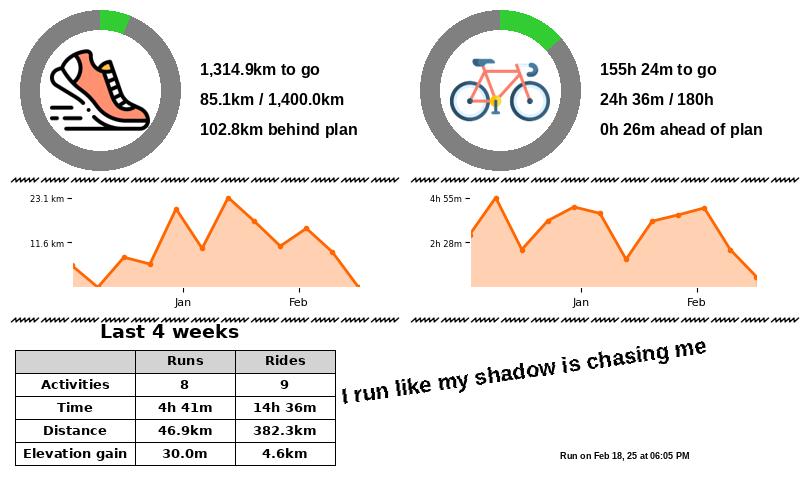 1,314.9km to go
85.1km / 1,400.0km
102.8km behind plan
155h 24m to go
24h 36m / 180h
0h 26m ahead of plan
23.1 km
11.6 km
Jan Feb
4h 55m
2h 28m
Jan Feb
Last 4 weeks
Runs Rides
Activities 8 9
Time 4h 41m 14h 36m
Distance 46.9km 382.3km
Elevation gain 30.0m 4.6km
I run like my shadow is chasing me
Run on Feb 18, 25 at 06:05 PM